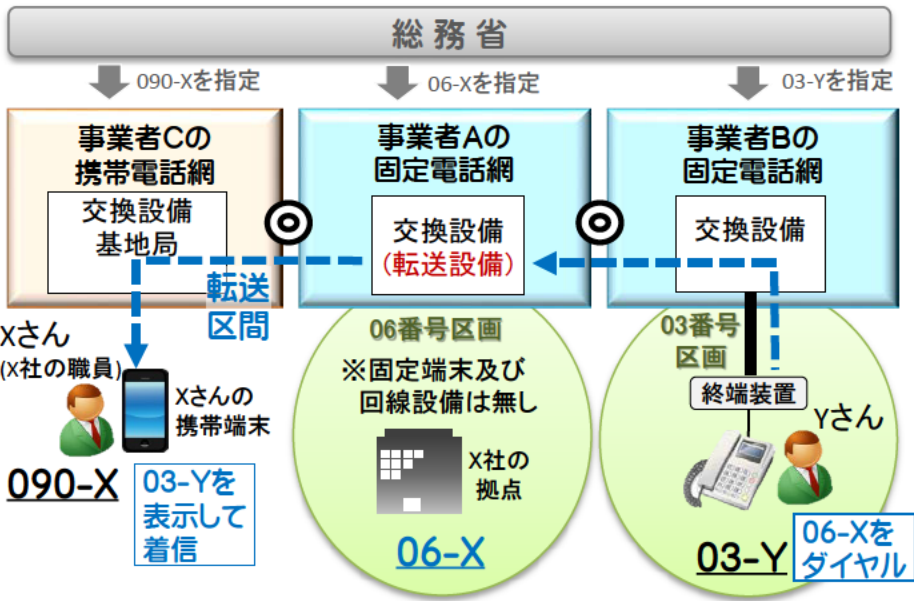 総務省
090-Xを指定
06-Xを指定
03-Yを指定
事業者Cの
携帯電話網
交換設備
基地局
事業者Aの
固定電話網
交換設備
(転送設備)
事業者Bの
固定電話網
交換設備
転送
区間
Xさん
(X社の職員)
Xさんの
携帯端末
090-X
03-Yを
表示して
着信
06番号区画
※固定端末及び
回線設備は無し
X社の
拠点
06-X
03番号
区画
終端装置
Yさん
03-Y
06-Xを
ダイヤル